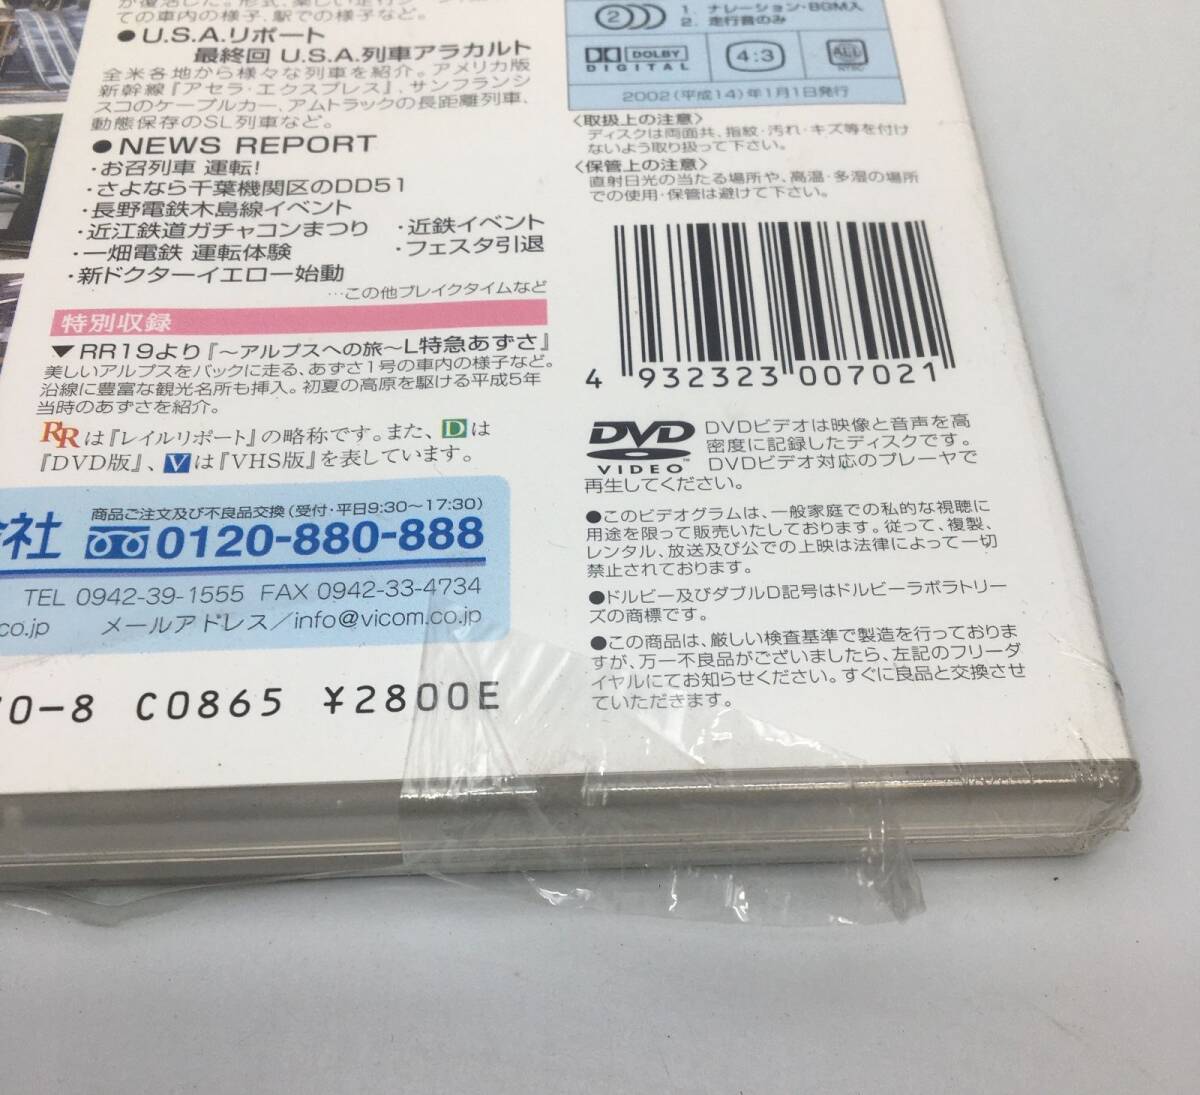 ての車内の様子、駅での様子など。
●U.S.A.リポート
最終回 U.S.A.列車アラカルト
全米各地から様々な列車を紹介。アメリカ版
新幹線『アセラ・エクスプレス』、サンフランシ
スコのケーブルカー、アムトラックの長距離列車、
動態保存のSL列車など。
●NEWS REPORT
・お召列車 運転!
・さよなら千葉機関区のDD51
・長野電鉄木島線イベント
・近江鉄道ガチャコンまつり ・近鉄イベント
・一畑電鉄 運転体験 ・フェスタ引退
・新ドクターイエロー始動
…この他ブレイクタイムなど
特別収録
▼RR19より『〜アルプスへの旅〜L特急あずさ』
美しいアルプスをバックに走る、あずさ1号の車内の様子など。
沿線に豊富な観光名所も挿入。初夏の高原を駆ける平成5年
当時のあずさを紹介。
RRは『レイルリポート』の略称です。また、Dは
『DVD版』、Vは『VHS版』を表しています。
会社
商品ご注文及び不良品交換(受付・平日9:30〜17:30)
0120-880-888
TEL 0942-39-1555 FAX 0942-33-4734
co.jp メールアドレス/info@vicom.co.jp
70-8 C0865 ¥2800E
2
1. ナレーション・BGM入
2. 走行音のみ
DOLBY
DIGITAL
4:3
ALL
NTSC
2002(平成14)年1月1日発行
〈取扱上の注意〉
ディスクは両面共、指紋・汚れ・キズ等を付け
ないよう取り扱って下さい。
〈保管上の注意〉
直射日光の当たる場所や、高温・多湿の場所
での使用・保管は避けて下さい。
4 932323 007021
DVD
VIDEO
DVDビデオは映像と音声を高
密度に記録したディスクです。
DVDビデオ対応のプレーヤで
再生してください。
●このビデオグラムは、一般家庭での私的な視聴に
用途を限って販売いたしております。従って、複製、
レンタル、放送及び公での上映は法律によって一切
禁止されております。
●ドルビー及びダブルD記号はドルビーラボラトリー
ズの商標です。
●この商品は、厳しい検査基準で製造を行っておりま
すが、万一不良品がございましたら、左記のフリーダ
イヤルにてお知らせください。すぐに良品と交換させ
ていただきます。